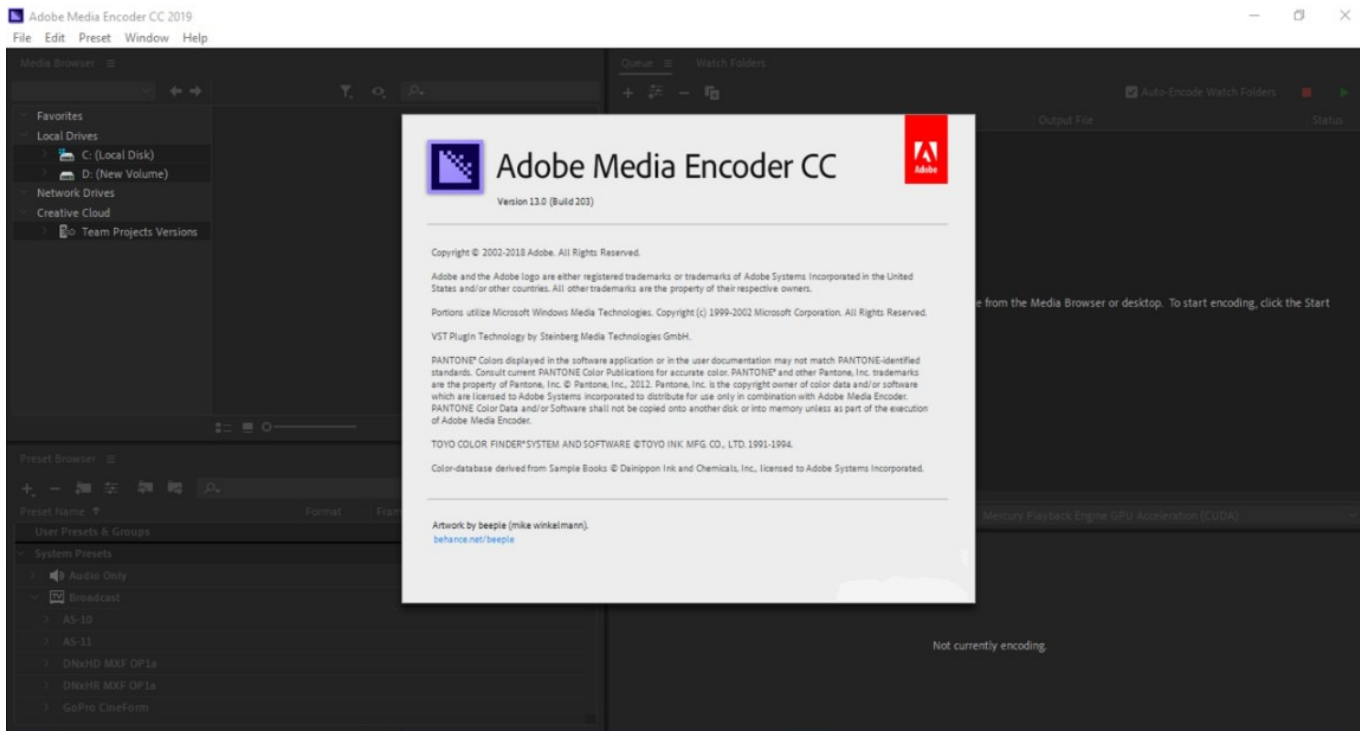 Adobe Media Encoder CC 2019
File Edit Preset Window Help
Media Browser
Favorites
Local Drives
C: (Local Disk)
D: (New Volume)
Network Drives
Creative Cloud
Team Projects Versions
Queue Watch Folders
Auto-Encode Watch Folders
Output File Status
e from the Media Browser or desktop. To start encoding, click the Start
Adobe Media Encoder CC
Adobe
Version 13.0 (Build 203)
Copyright © 2002-2018 Adobe. All Rights Reserved.
Adobe and the Adobe logo are either registered trademarks or trademarks of Adobe Systems Incorporated in the United
States and/or other countries. All other trademarks are the property of their respective owners.
Portions utilize Microsoft Windows Media Technologies. Copyright (c) 1999-2002 Microsoft Corporation. All Rights Reserved.
VST PlugIn Technology by Steinberg Media Technologies GmbH.
PANTONE® Colors displayed in the software application or in the user documentation may not match PANTONE-identified
standards. Consult current PANTONE Color Publications for accurate color. PANTONE® and other Pantone, Inc. trademarks
are the property of Pantone, Inc. © Pantone, Inc., 2012. Pantone, Inc. is the copyright owner of color data and/or software
which are licensed to Adobe Systems incorporated to distribute for use only in combination with Adobe Media Encoder.
PANTONE Color Data and/or Software shall not be copied onto another disk or into memory unless as part of the execution
of Adobe Media Encoder.
TOYO COLOR FINDER® SYSTEM AND SOFTWARE © TOYO INK MFG. CO., LTD. 1991-1994.
Color-database derived from Sample Books © Dainippon Ink and Chemicals, Inc., licensed to Adobe Systems Incorporated.
Artwork by beeple (mike winkelmann).
behance.net/beeple
Preset Browser
Preset Name Format Fram
User Presets & Groups
System Presets
Audio Only
TV Broadcast
AS-10
AS-11
DNxHD MXF OP1a
DNxHR MXF OP1a
GoPro CineForm
Mercury Playback Engine GPU Acceleration (CUDA)
Not currently encoding.